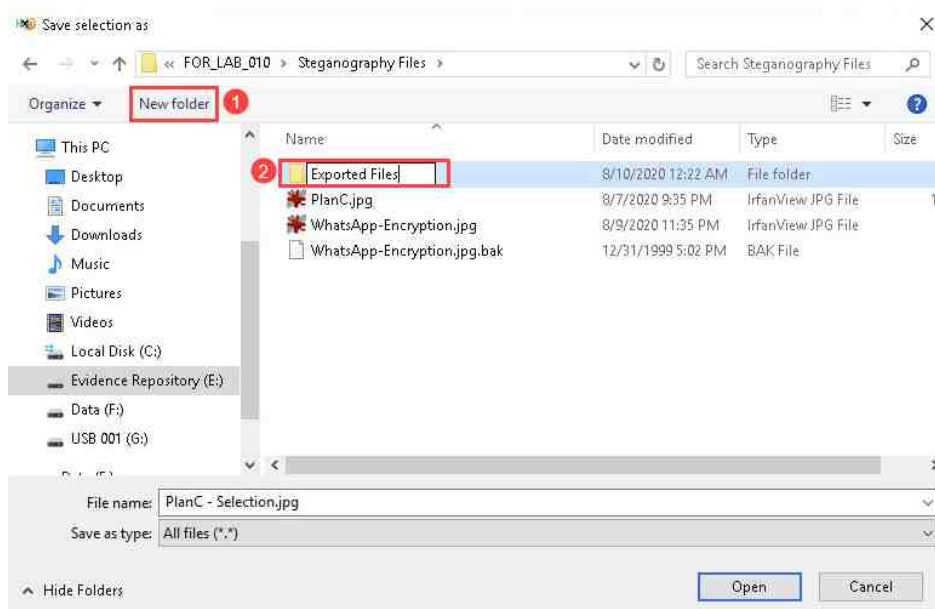 HxD Save selection as
« FOR_LAB_010 > Steganography Files >
Search Steganography Files
Organize
New folder
1
Name
Date modified
Type
Size
This PC
Desktop
Documents
Downloads
Music
Pictures
Videos
Local Disk (C:)
Evidence Repository (E:)
Data (F:)
USB 001 (G:)
2
Exported Files 8/10/2020 12:22 AM File folder
PlanC.jpg 8/7/2020 9:35 PM IrfanView JPG File 1
WhatsApp-Encryption.jpg 8/9/2020 11:35 PM IrfanView JPG File
WhatsApp-Encryption.jpg.bak 12/31/1999 5:02 PM BAK File
File name: PlanC - Selection.jpg
Save as type: All files (*.*)
Hide Folders
Open
Cancel